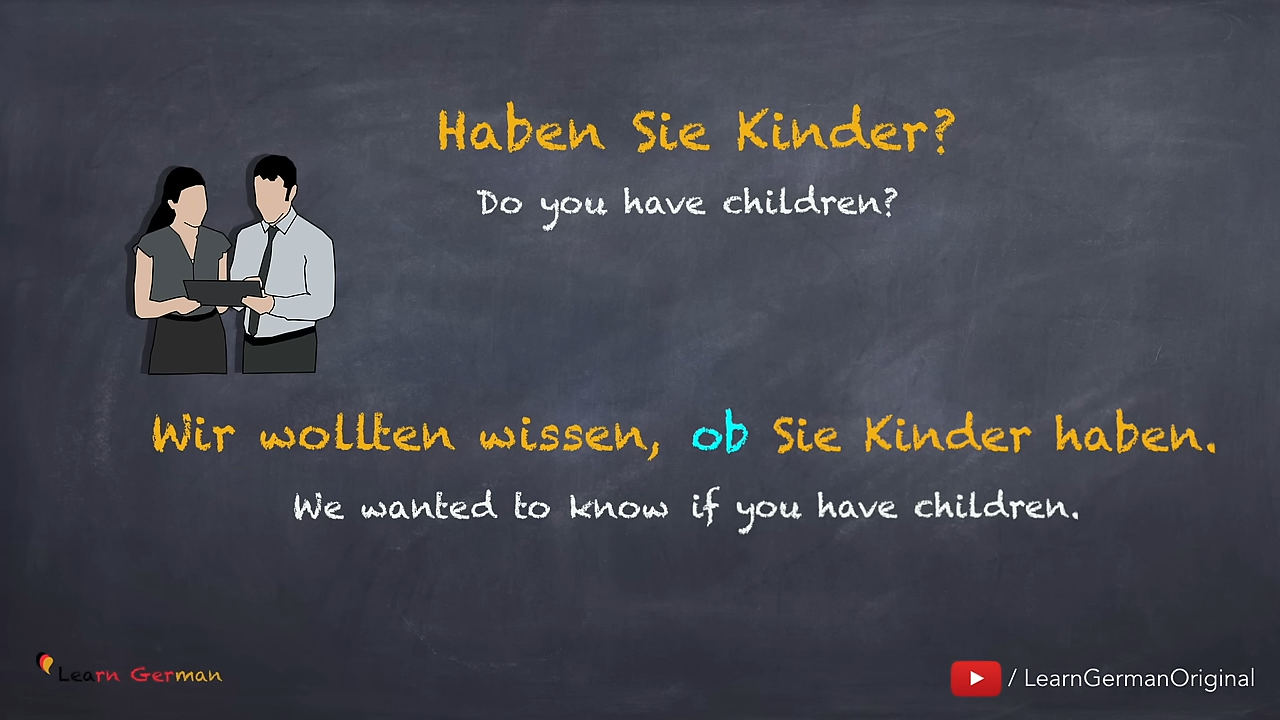 Haben Sie Kinder?
Do you have children?
Wir wollten wissen, ob Sie Kinder haben.
We wanted to know if you have children.
Learn German
/ LearnGermanOriginal